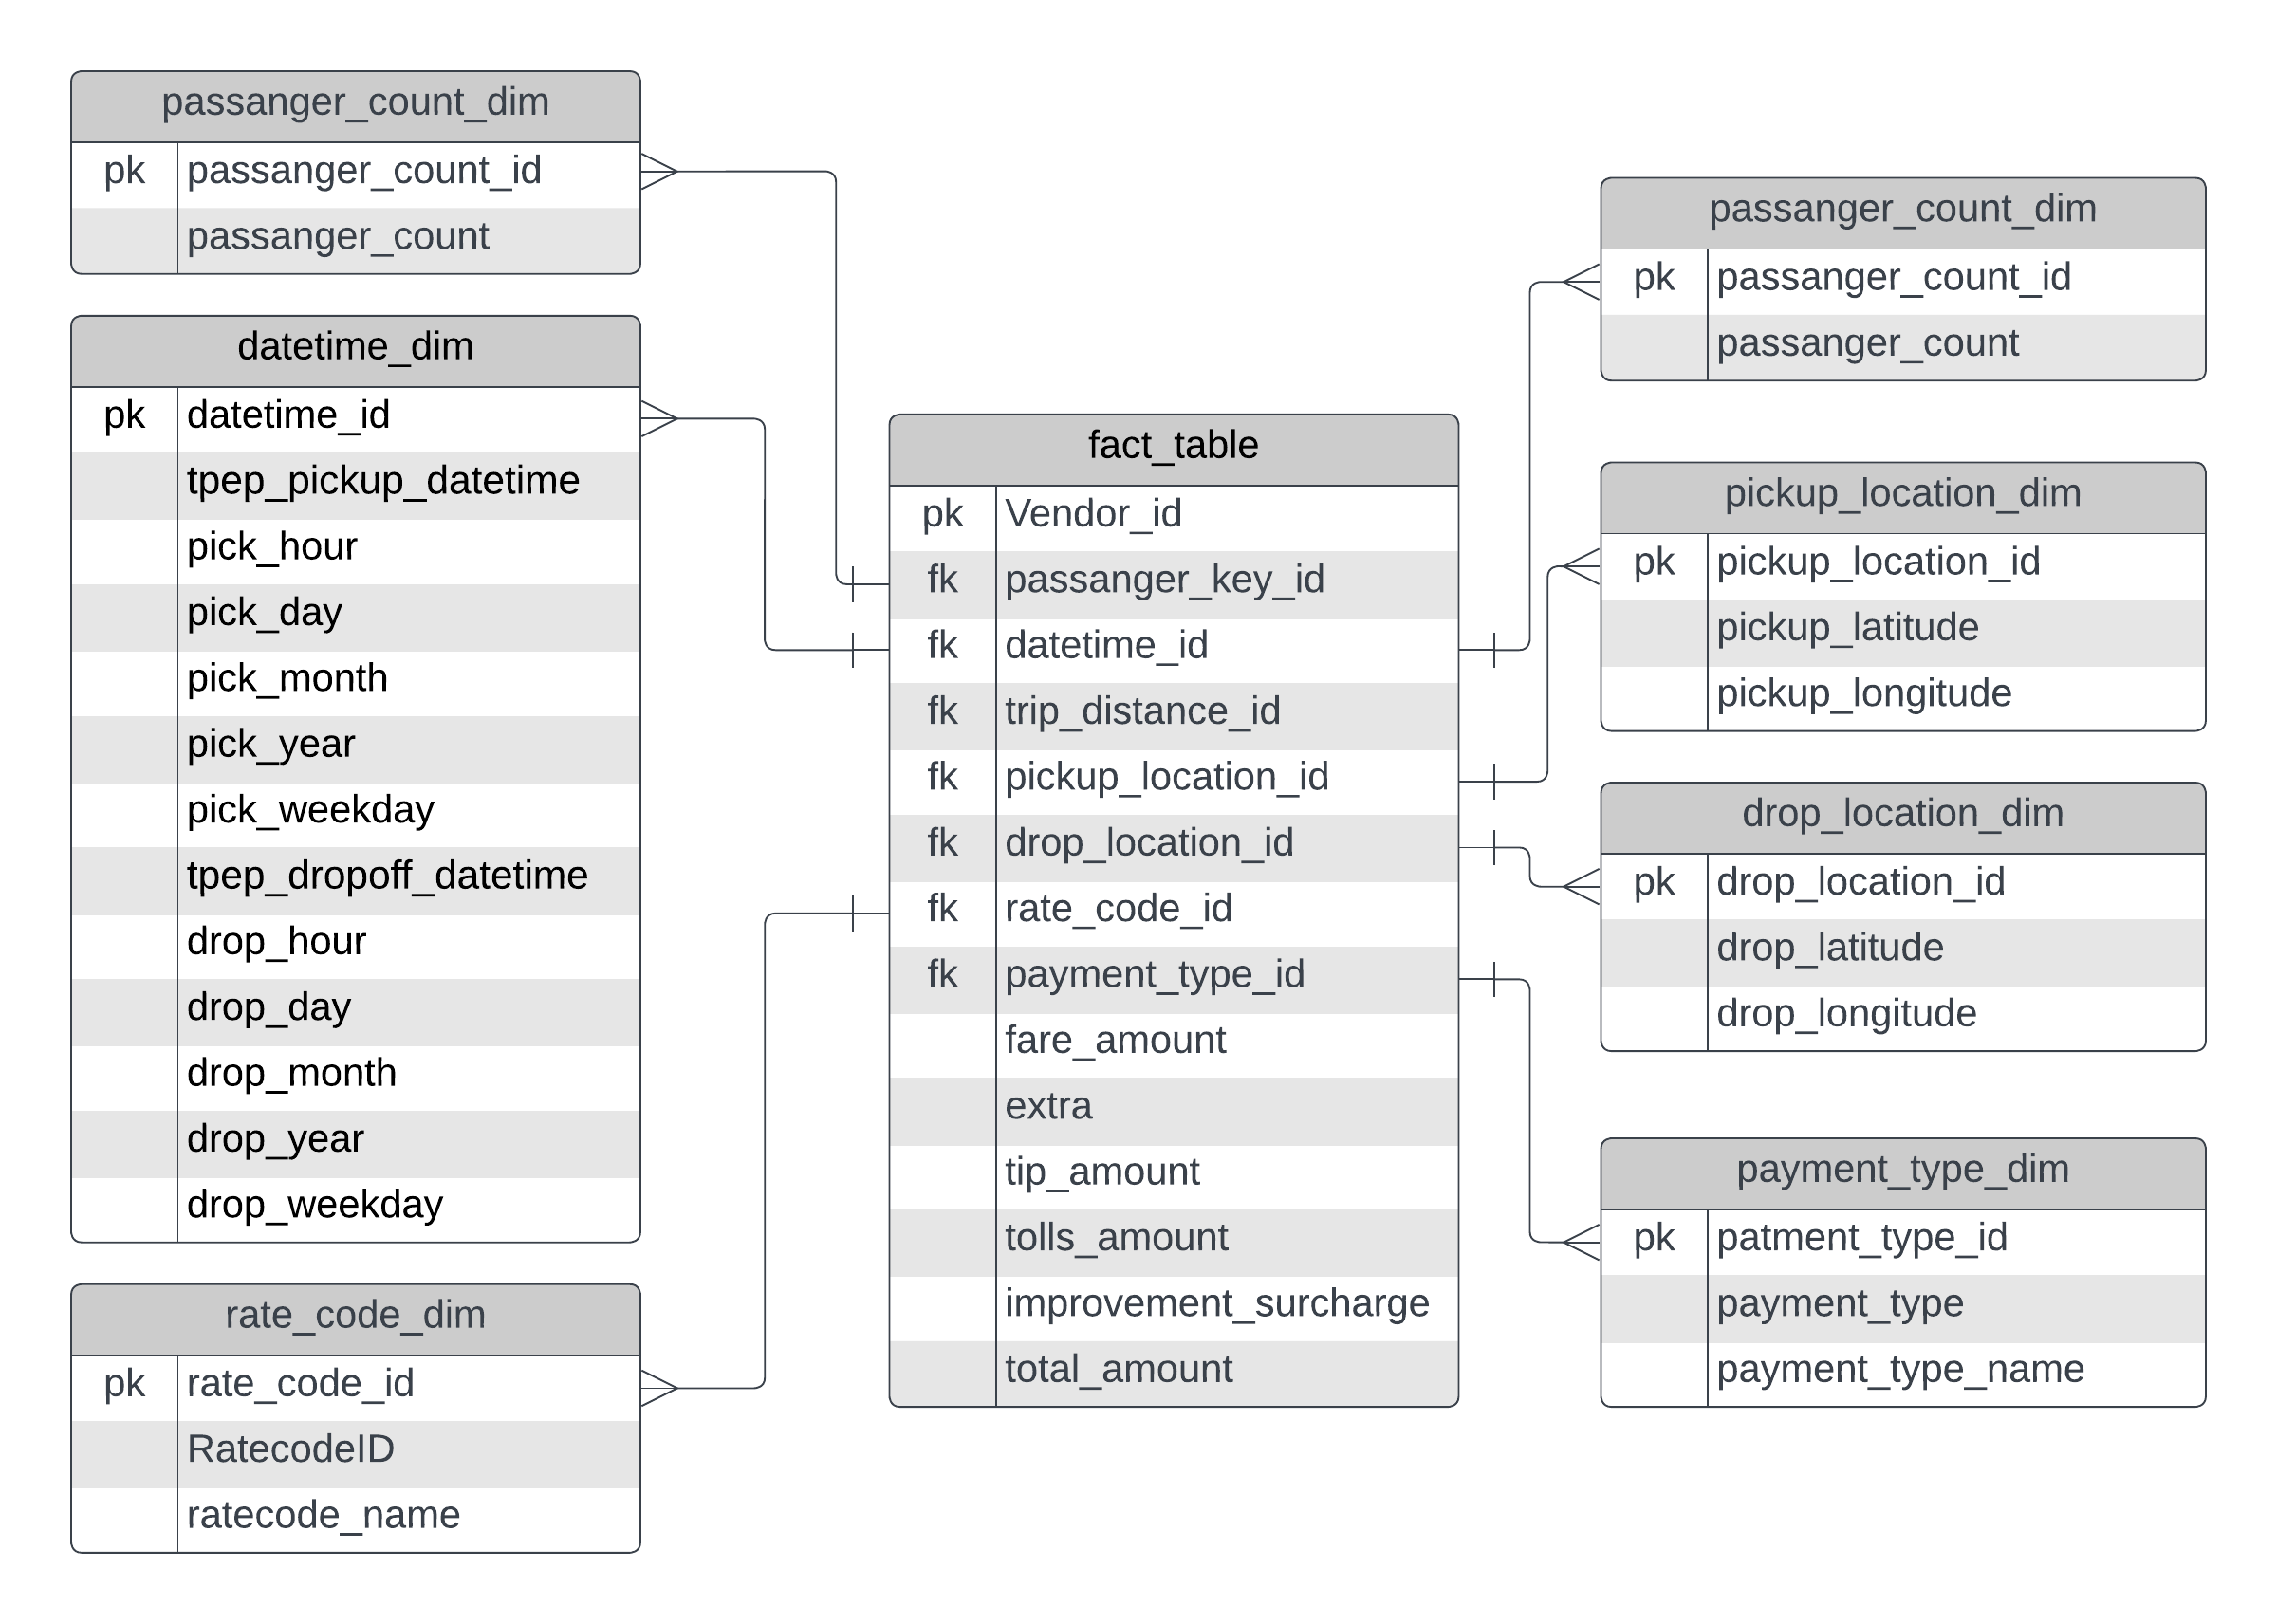 passanger_count_dim
pk passanger_count_id
passanger_count
datetime_dim
pk datetime_id
tpep_pickup_datetime
pick_hour
pick_day
pick_month
pick_year
pick_weekday
tpep_dropoff_datetime
drop_hour
drop_day
drop_month
drop_year
drop_weekday
rate_code_dim
pk rate_code_id
RatecodeID
ratecode_name
fact_table
pk Vendor_id
fk passanger_key_id
fk datetime_id
fk trip_distance_id
fk pickup_location_id
fk drop_location_id
fk rate_code_id
fk payment_type_id
fare_amount
extra
tip_amount
tolls_amount
improvement_surcharge
total_amount
passanger_count_dim
pk passanger_count_id
passanger_count
pickup_location_dim
pk pickup_location_id
pickup_latitude
pickup_longitude
drop_location_dim
pk drop_location_id
drop_latitude
drop_longitude
payment_type_dim
pk patment_type_id
payment_type
payment_type_name